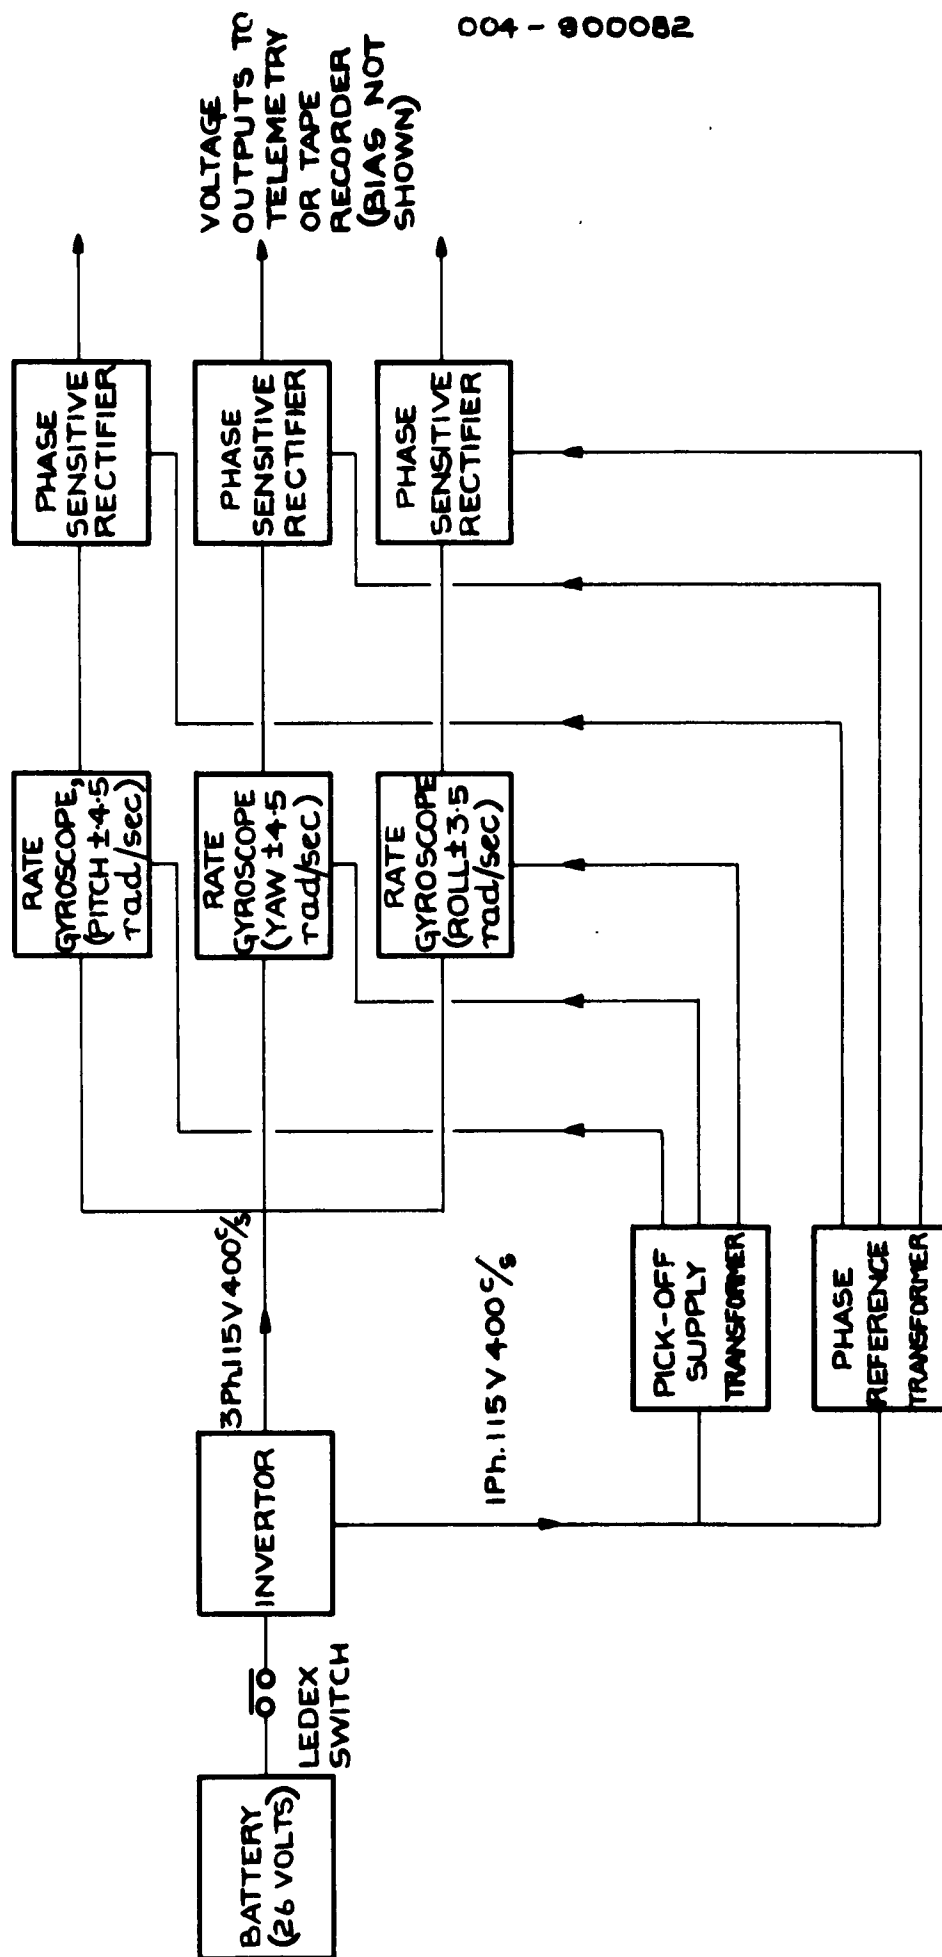 004-900082
BATTERY
(26 VOLTS)
LEDEX
SWITCH
INVERTOR
3Ph.115V400c/s
1Ph.115V400c/s
RATE
GYROSCOPE,
(PITCH ±4·5
rad/sec)
RATE
GYROSCOPE
(YAW ±4·5
rad/sec)
RATE
GYROSCOPE
(ROLL±3·5
rad/sec)
PHASE
SENSITIVE
RECTIFIER
PHASE
SENSITIVE
RECTIFIER
PHASE
SENSITIVE
RECTIFIER
VOLTAGE
OUTPUTS TO
TELEMETRY
OR TAPE
RECORDER
(BIAS NOT
SHOWN)
PICK-OFF
SUPPLY
TRANSFORMER
PHASE
REFERENCE
TRANSFORMER